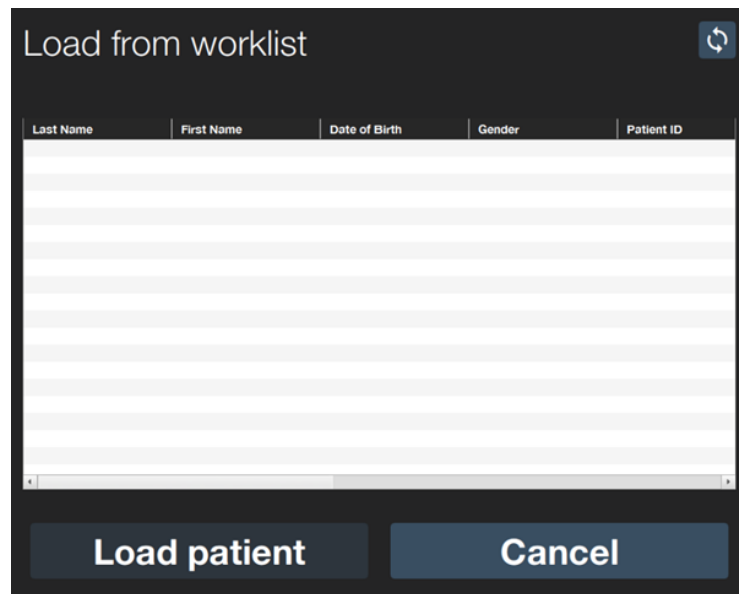 Load from worklist
Last Name First Name Date of Birth Gender Patient ID
Load patient Cancel